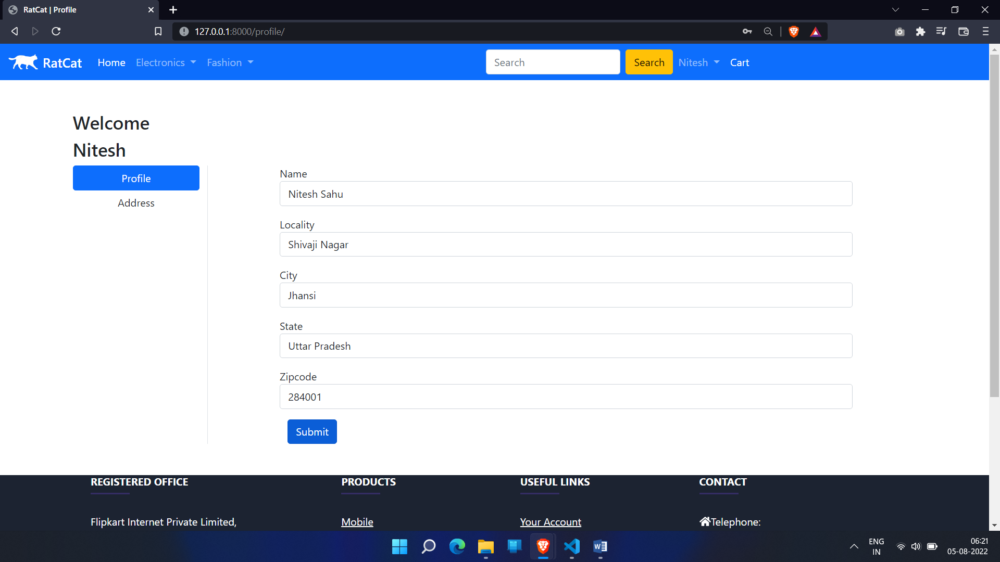 RatCat | Profile
127.0.0.1:8000/profile/
RatCat Home Electronics Fashion Search Search Nitesh Cart
Welcome
Nitesh
Profile
Address
Name
Nitesh Sahu
Locality
Shivaji Nagar
City
Jhansi
State
Uttar Pradesh
Zipcode
284001
Submit
REGISTERED OFFICE PRODUCTS USEFUL LINKS CONTACT
Flipkart Internet Private Limited, Mobile Your Account Telephone:
ENG 06:21
IN 05-08-2022